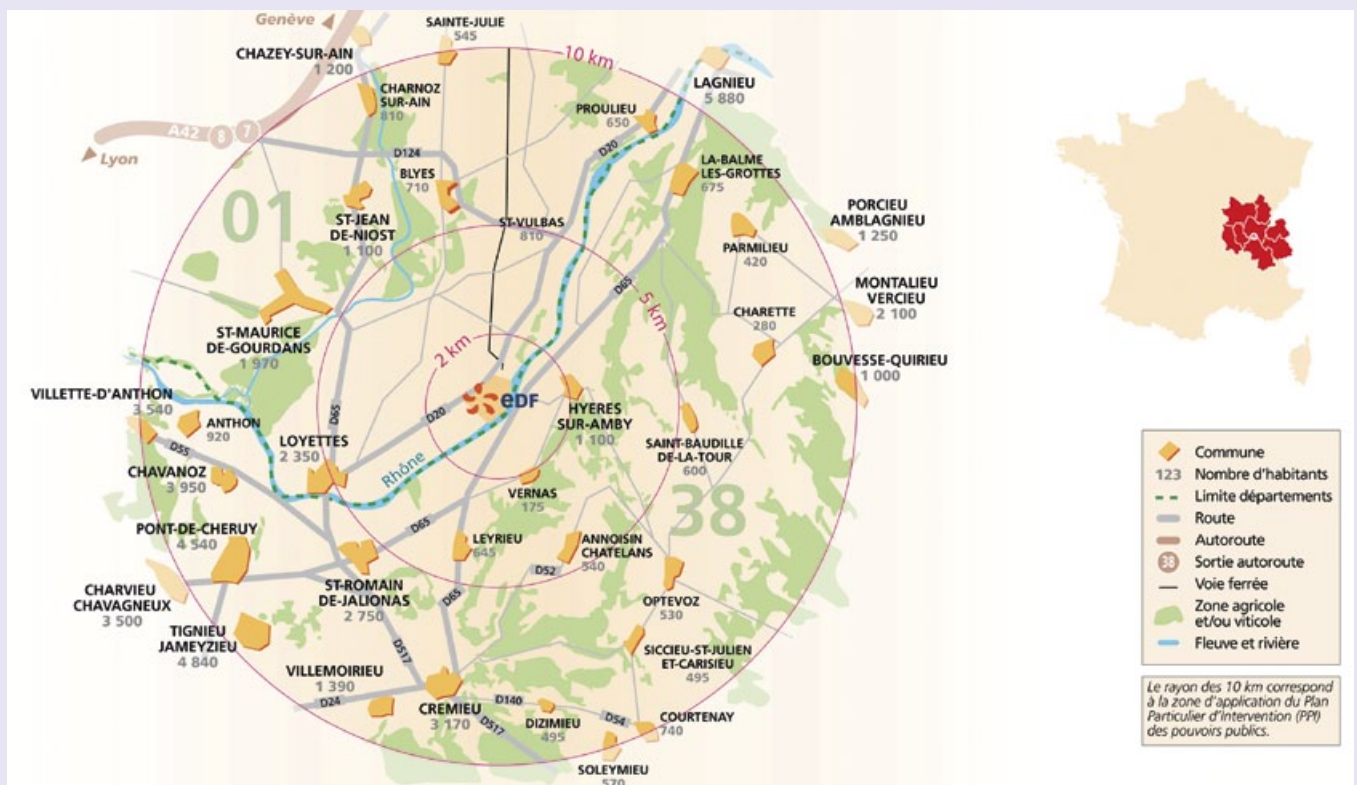 Genève
SAINTE-JULIE
545
CHAZEY-SUR-AIN
1 200
10 km
LAGNIEU
5 880
CHARNOZ
SUR-AIN
810
PROULIEU
650
A42 8 7
Lyon
D124
D20
BLYES
710
LA-BALME
LES-GROTTES
675
01
ST-JEAN
DE-NIOST
1 100
ST-VULBAS
810
PORCIEU
AMBLAGNIEU
1 250
PARMILIEU
420
D65
5 km
MONTALIEU
VERCIEU
2 100
CHARETTE
280
ST-MAURICE
DE-GOURDANS
1 970
2 km
BOUVESSE-QUIRIEU
1 000
VILLETTE-D'ANTHON
3 540
eDF
HYERES
SUR-AMBY
1 100
ANTHON
920
D65
D20
D55
LOYETTES
2 350
SAINT-BAUDILLE
DE-LA-TOUR
600
Rhône
CHAVANOZ
3 950
VERNAS
175
38
PONT-DE-CHERUY
4 540
D65
LEYRIEU
645
ANNOISIN
CHATELANS
540
D52
CHARVIEU
CHAVAGNEUX
3 500
ST-ROMAIN
DE-JALIONAS
2 750
D65
OPTEVOZ
530
TIGNIEU
JAMEYZIEU
4 840
D517
SICCIEU-ST-JULIEN
ET-CARISIEU
495
VILLEMOIRIEU
1 390
D24
CREMIEU
3 170
D140
D517
DIZIMIEU
495
D54
COURTENAY
740
SOLEYMIEU
570
Commune
123 Nombre d'habitants
Limite départements
Route
Autoroute
38 Sortie autoroute
Voie ferrée
Zone agricole
et/ou viticole
Fleuve et rivière
Le rayon des 10 km correspond
à la zone d'application du Plan
Particulier d'Intervention (PPI)
des pouvoirs publics.